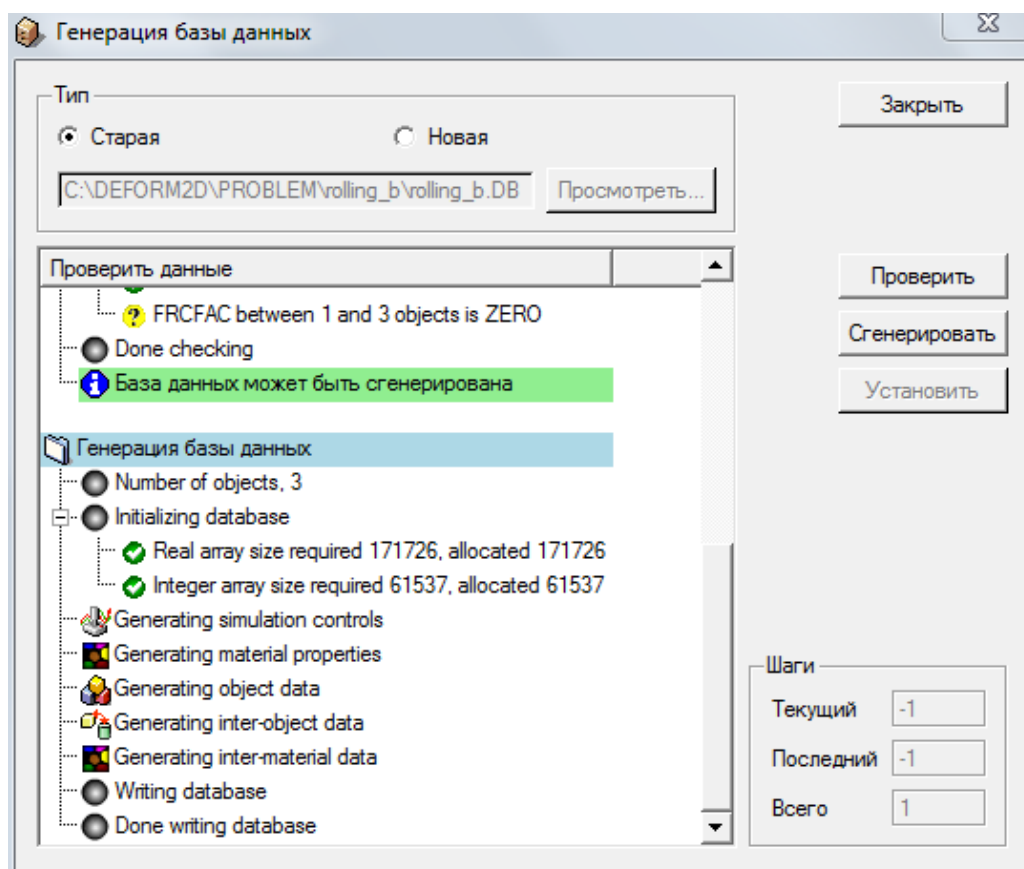 Генерация базы данных
Тип
Старая
Новая
C:\DEFORM2D\PROBLEM\rolling_b\rolling_b.DB
Просмотреть...
Закрыть
Проверить данные
FRCFAC between 1 and 3 objects is ZERO
Done checking
База данных может быть сгенерирована
Генерация базы данных
Number of objects, 3
Initializing database
Real array size required 171726, allocated 171726
Integer array size required 61537, allocated 61537
Generating simulation controls
Generating material properties
Generating object data
Generating inter-object data
Generating inter-material data
Writing database
Done writing database
Проверить
Сгенерировать
Установить
Шаги
Текущий -1
Последний -1
Всего 1